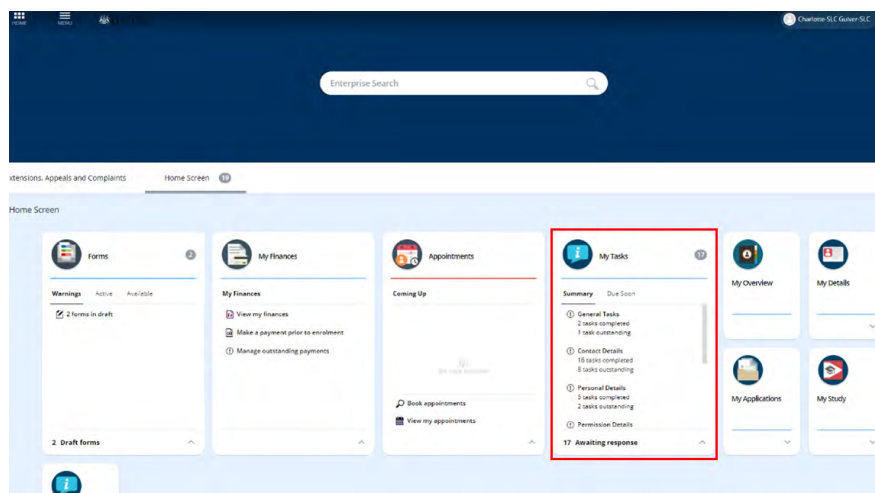 HOME
MENU
Charlotte-SLC Gulver-SLC
Enterprise Search
xtensions, Appeals and Complaints
Home Screen 19
Home Screen
Forms 2
Warnings Active Available
2 forms in draft
2 Draft forms
My Finances
My Finances
View my finances
Make a payment prior to enrolment
Manage outstanding payments
Appointments
Coming Up
Book appointments
View my appointments
My Tasks 17
Summary Due Soon
General Tasks
2 tasks completed
1 task outstanding
Contact Details
16 tasks completed
8 tasks outstanding
Personal Details
5 tasks completed
2 tasks outstanding
Permission Details
17 Awaiting response
My Overview
My Details
My Applications
My Study